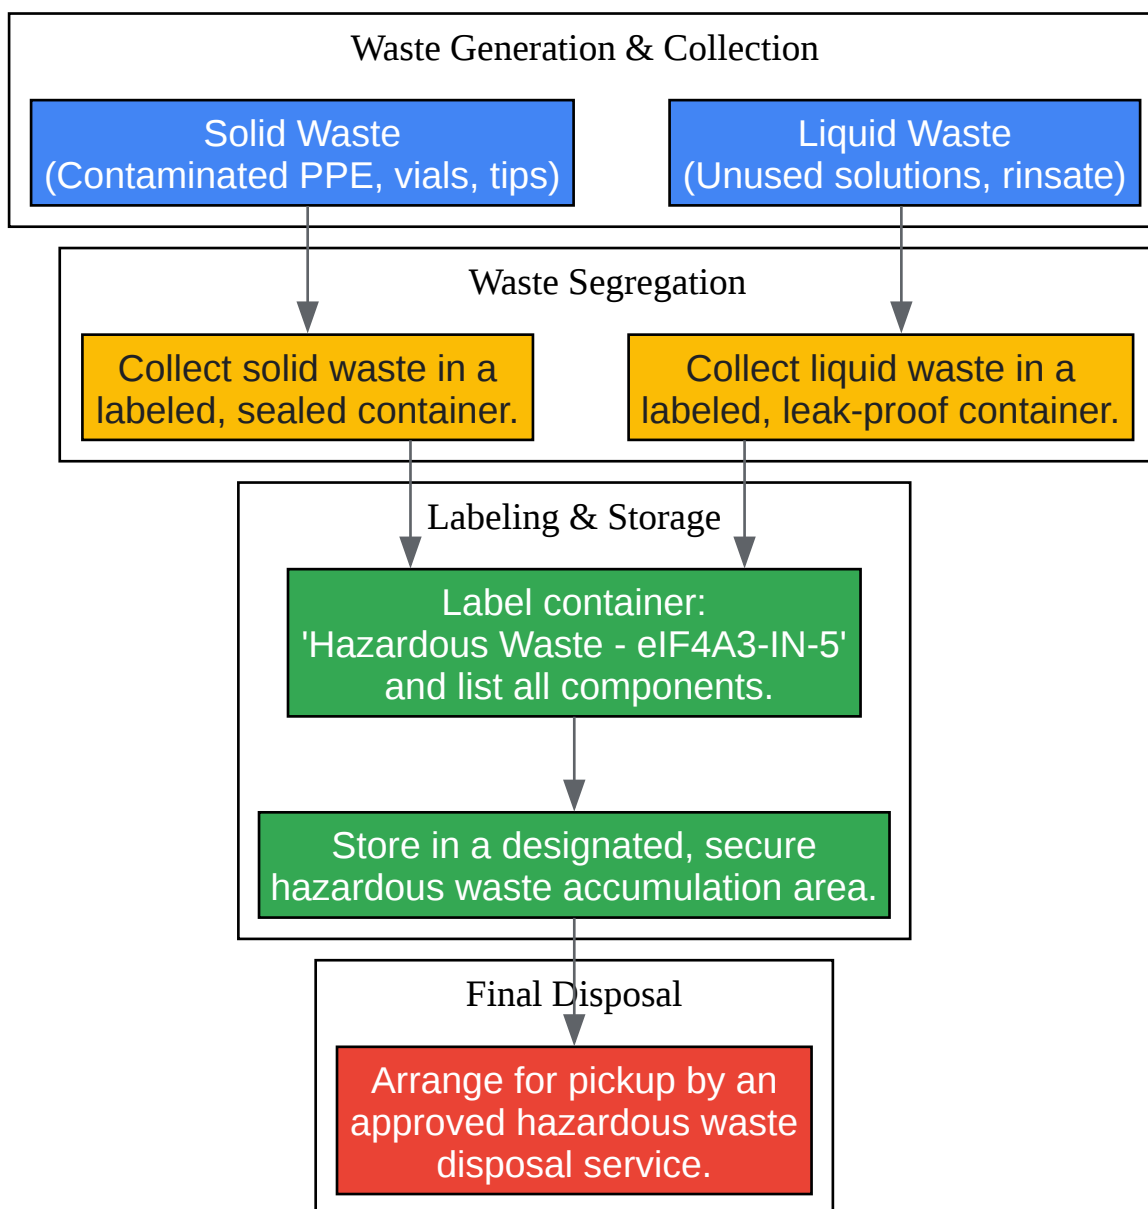 Waste Generation & Collection
Solid Waste
(Contaminated PPE, vials, tips)
Liquid Waste
(Unused solutions, rinsate)
Waste Segregation
Collect solid waste in a
labeled, sealed container.
Collect liquid waste in a
labeled, leak-proof container.
Labeling & Storage
Label container:
'Hazardous Waste - eIF4A3-IN-5'
and list all components.
Store in a designated, secure
hazardous waste accumulation area.
Final Disposal
Arrange for pickup by an
approved hazardous waste
disposal service.